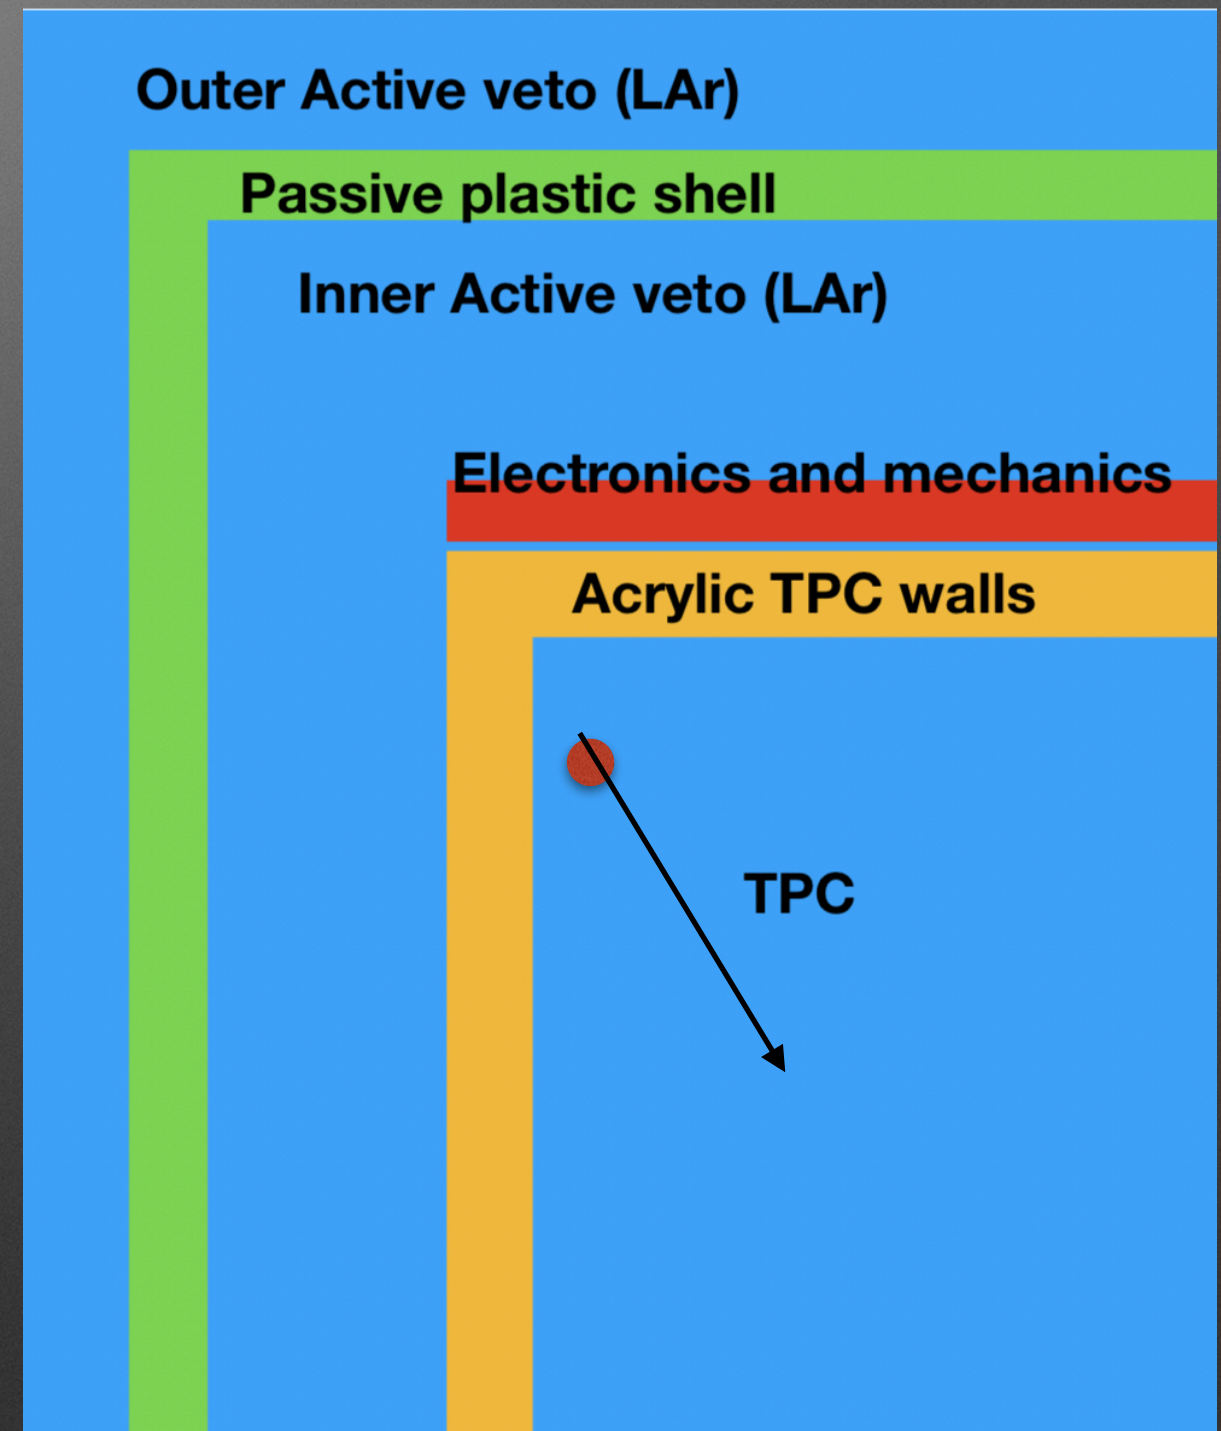 Outer Active veto (LAr)
Passive plastic shell
Inner Active veto (LAr)
Electronics and mechanics
Acrylic TPC walls
TPC